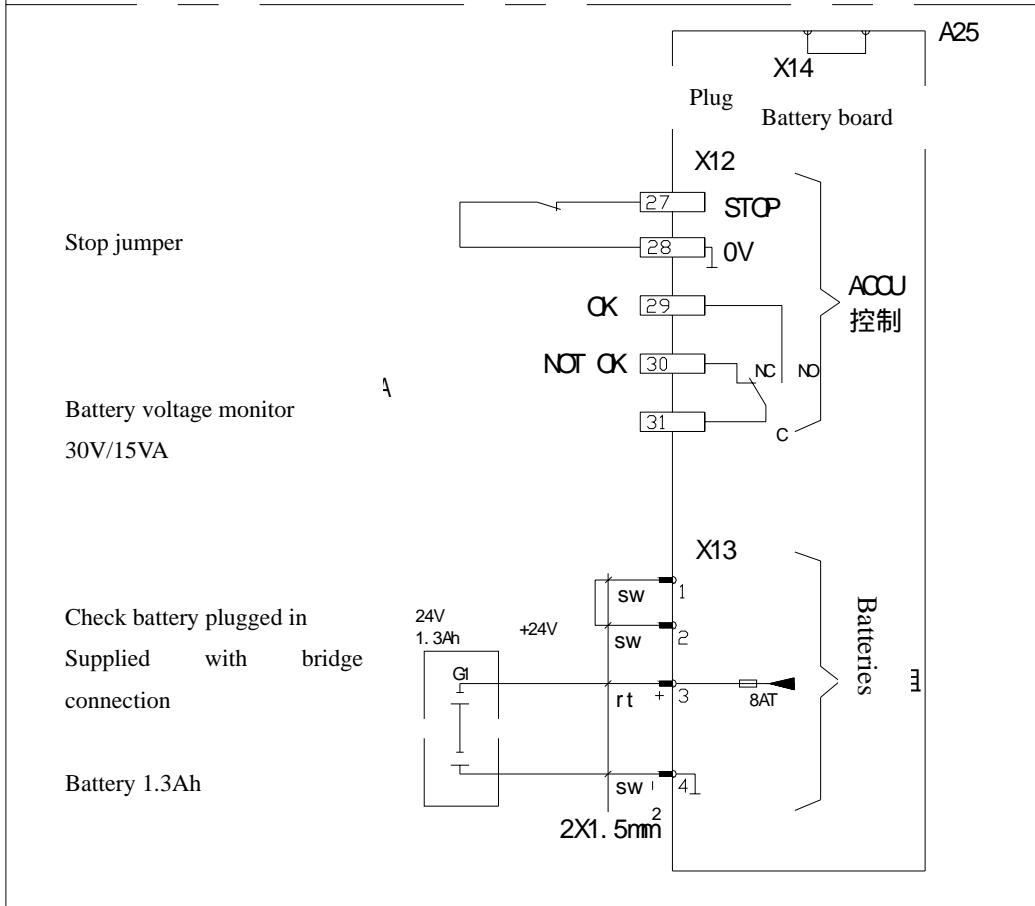 A25
X14
Plug
Battery board
X12
27 STOP
Stop jumper
28 0V
OK 29
ACCU
控制
NOT OK 30
NC NO
Battery voltage monitor
30V/15VA
31
C
X13
sw 1
Check battery plugged in
Supplied with bridge
connection
24V
1.3Ah
+24V
sw 2
Batteries
G1
rt + 3
8AT
Battery 1.3Ah
sw - 4
2X1.5mm²